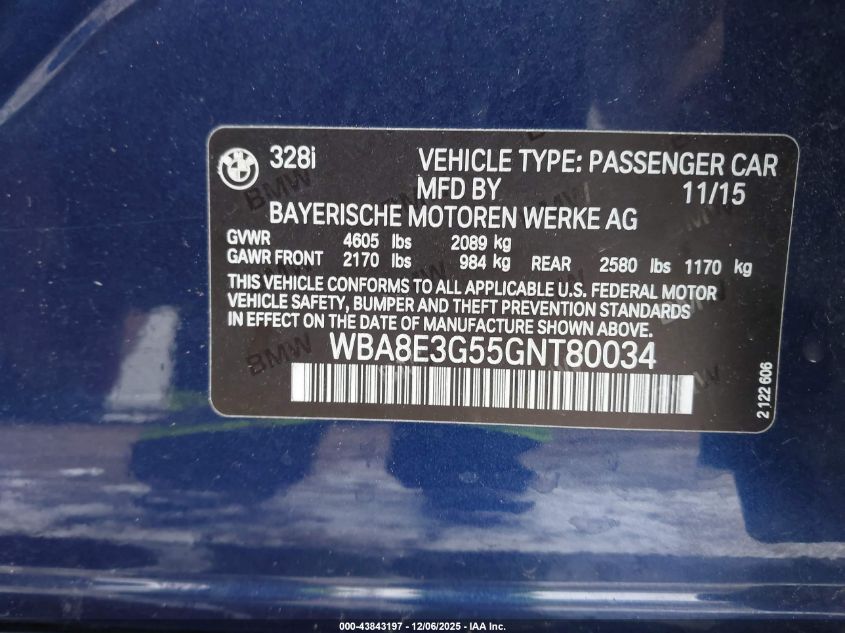 328i VEHICLE TYPE: PASSENGER CAR
MFD BY 11/15
BAYERISCHE MOTOREN WERKE AG
GVWR 4605 lbs 2089 kg
GAWR FRONT 2170 lbs 984 kg REAR 2580 lbs 1170 kg
THIS VEHICLE CONFORMS TO ALL APPLICABLE U.S. FEDERAL MOTOR
VEHICLE SAFETY, BUMPER AND THEFT PREVENTION STANDARDS
IN EFFECT ON THE DATE OF MANUFACTURE SHOWN ABOVE.
WBA8E3G55GNT80034
2 122 606
000-43843197 - 12/06/2025 - IAA Inc.